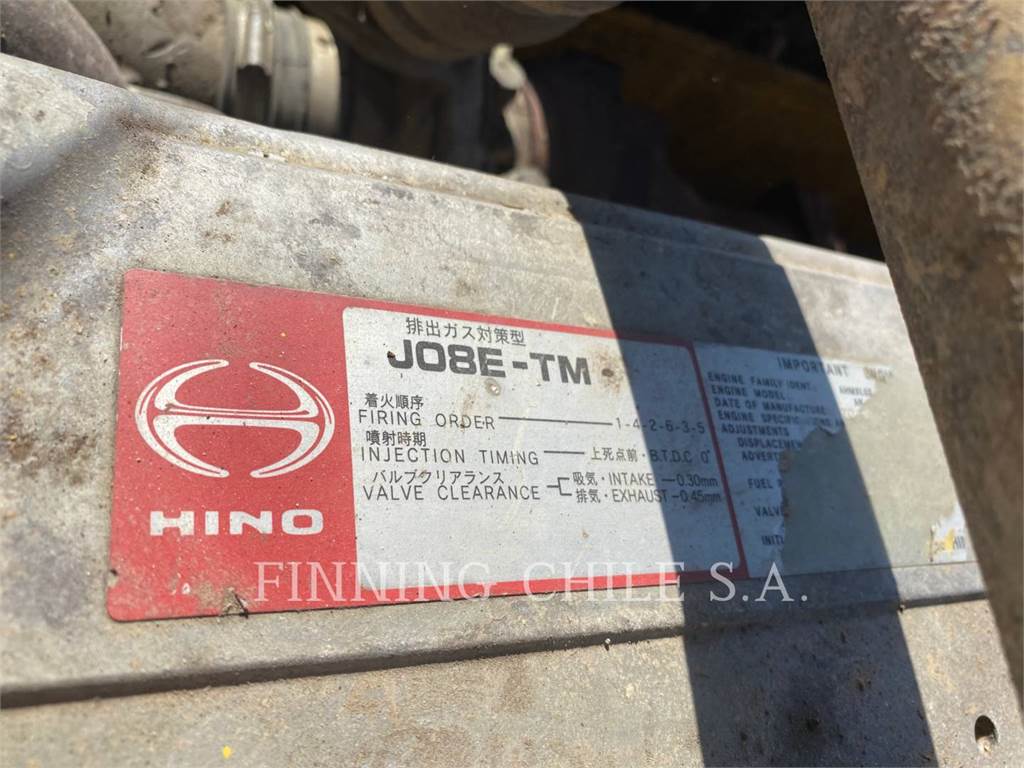 HINO
排出ガス対策型
J08E-TM
着火順序
FIRING ORDER 1-4-2-6-3-5
噴射時期
INJECTION TIMING 上死点前・B.T.D.C 0°
バルブクリアランス 吸気・INTAKE 0.30mm
VALVE CLEARANCE 排気・EXHAUST 0.45mm
IMPORTANT
ENGINE FAMILY IDENT.
ENGINE MODEL
DATE OF MANUFACTURE
ENGINE
ADJUSTMENTS
FUEL
FINNING CHILE S.A.